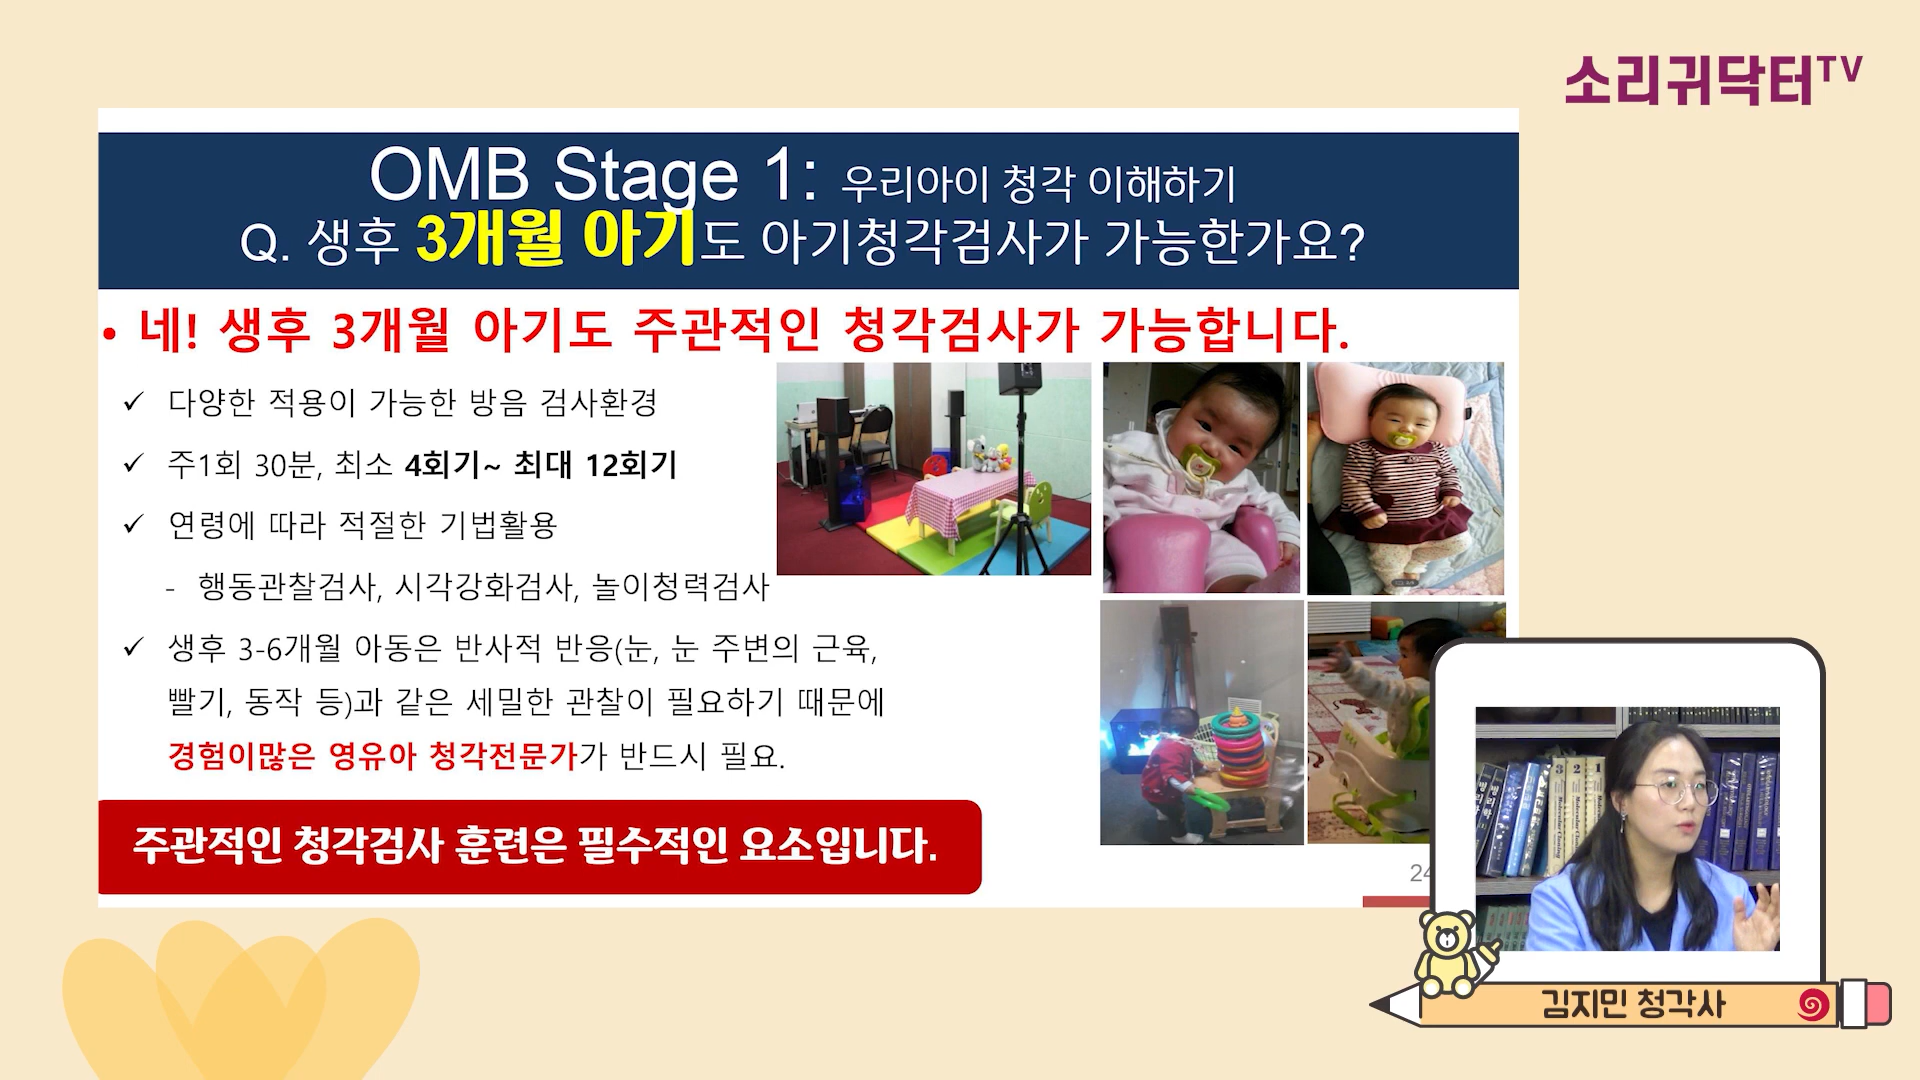 소리귀닥터TV
OMB Stage 1: 우리아이 청각 이해하기
Q. 생후 3개월 아기도 아기청각검사가 가능한가요?
• 네! 생후 3개월 아기도 주관적인 청각검사가 가능합니다.
✓ 다양한 적용이 가능한 방음 검사환경
✓ 주1회 30분, 최소 4회기~ 최대 12회기
✓ 연령에 따라 적절한 기법활용
- 행동관찰검사, 시각강화검사, 놀이청력검사
✓ 생후 3-6개월 아동은 반사적 반응(눈, 눈 주변의 근육,
빨기, 동작 등)과 같은 세밀한 관찰이 필요하기 때문에
경험이많은 영유아 청각전문가가 반드시 필요.
주관적인 청각검사 훈련은 필수적인 요소입니다.
3 2 1
병리학
김지민 청각사